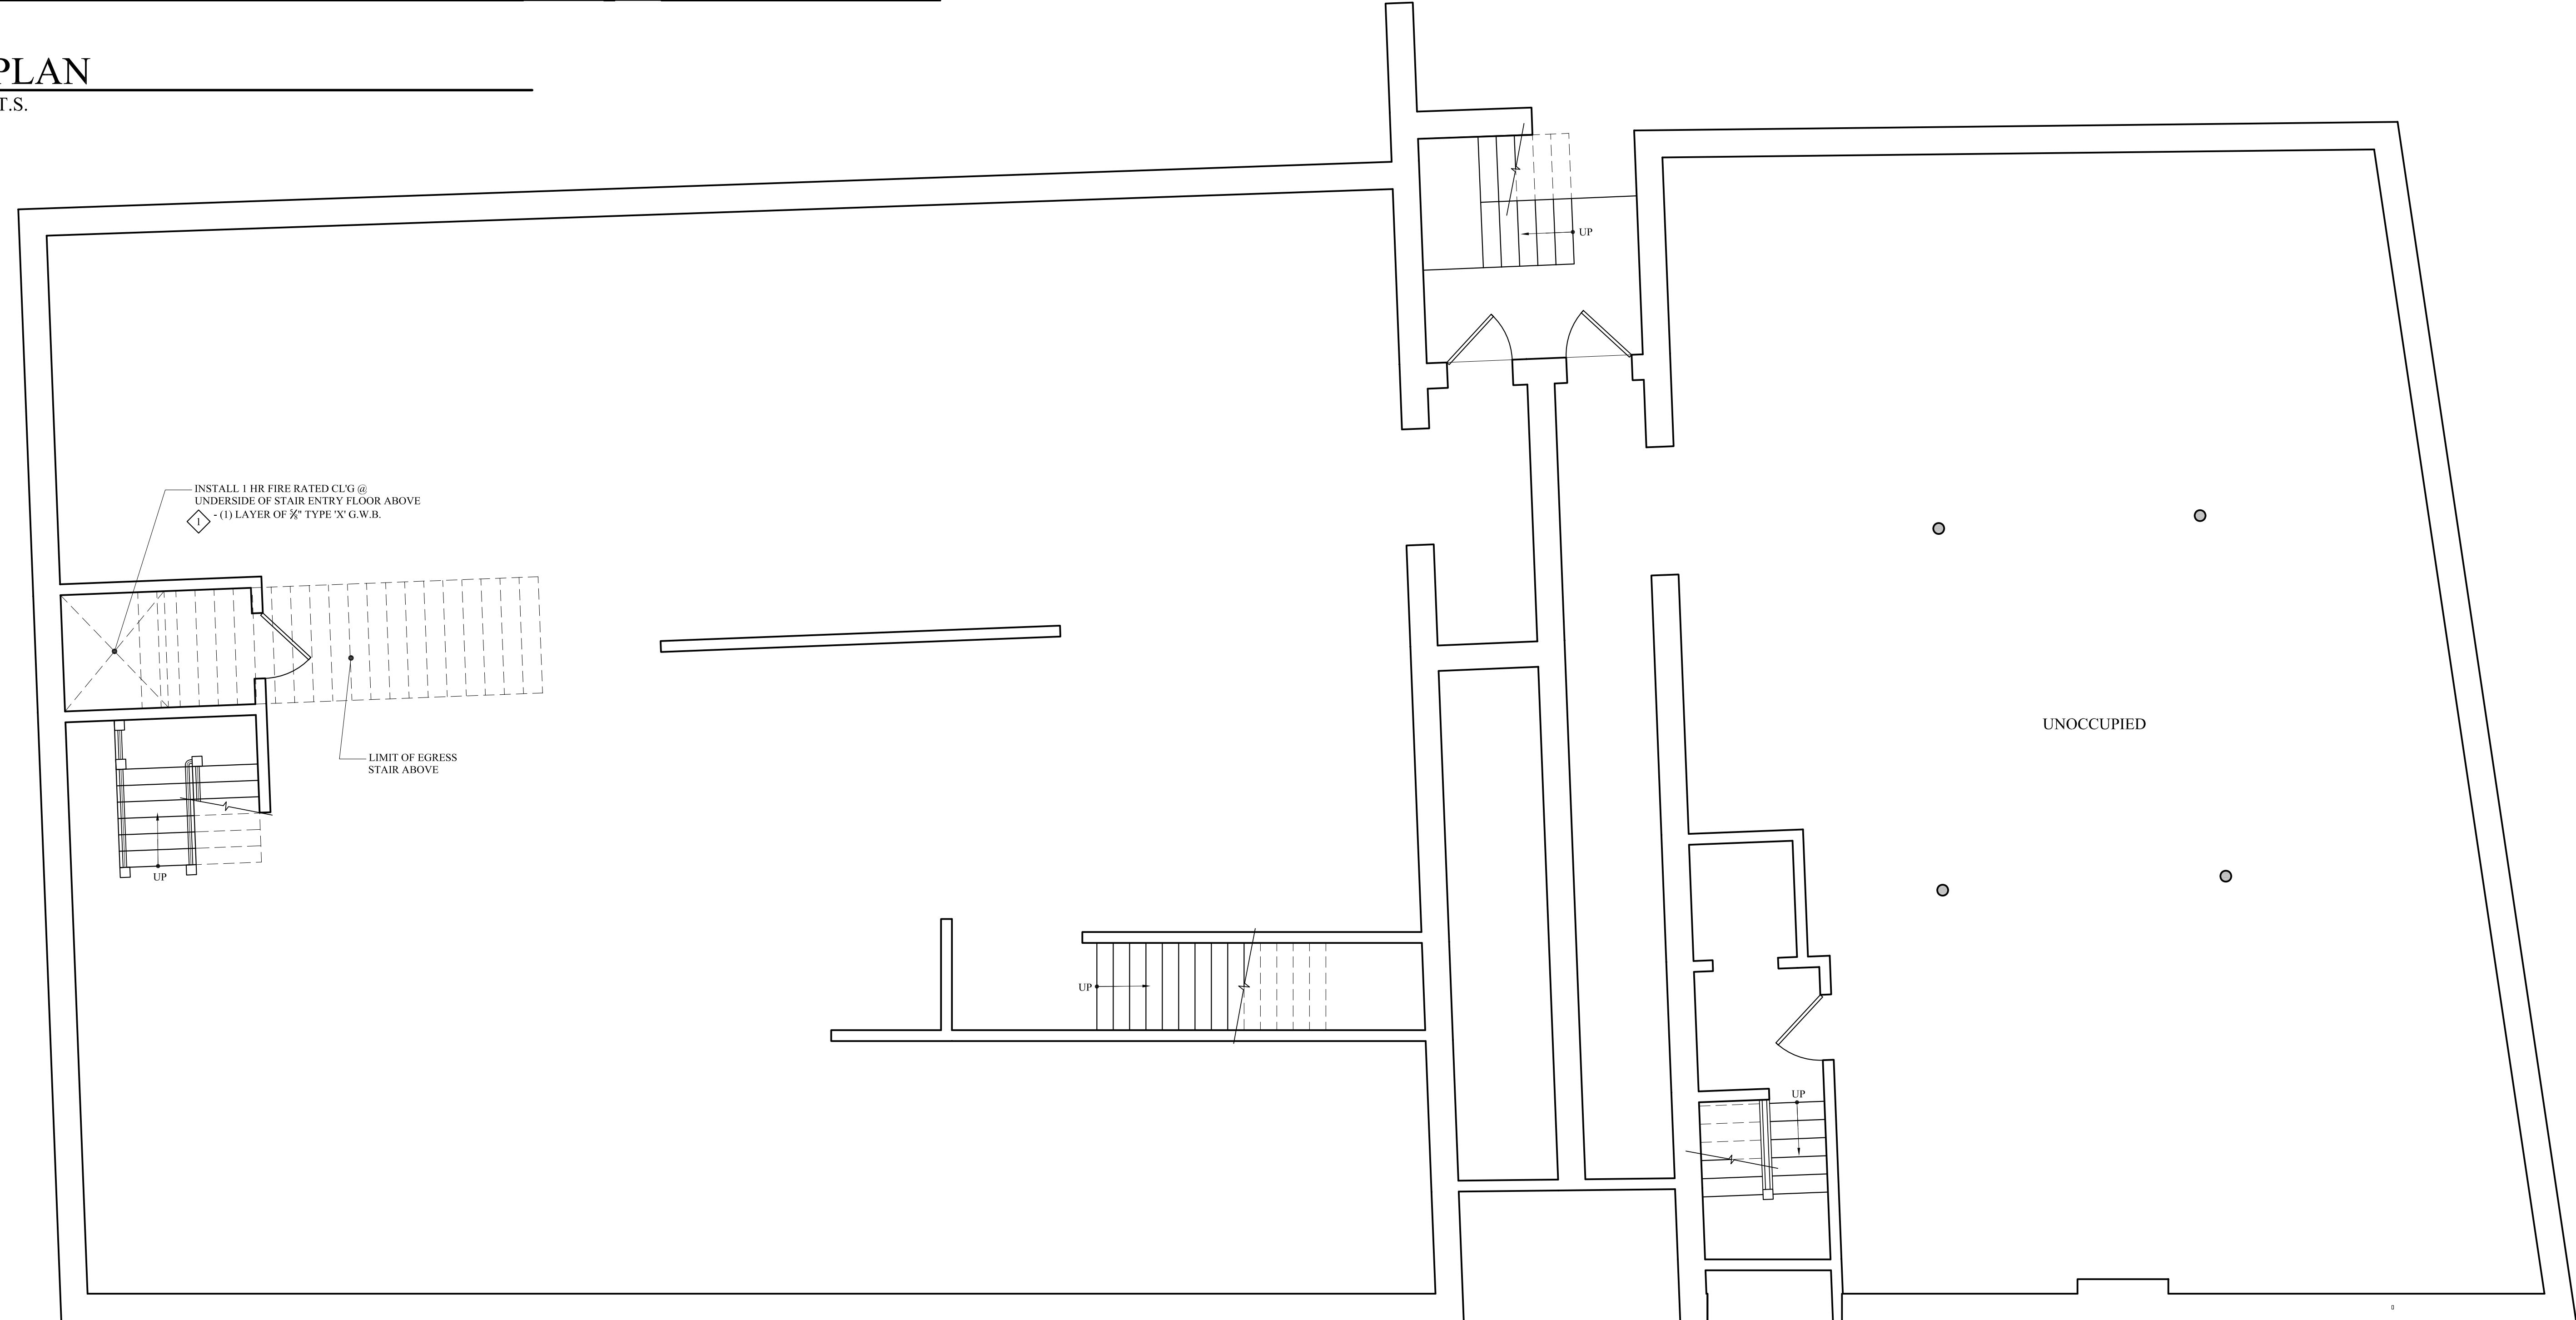 PLAN
T.S.
UP
INSTALL 1 HR FIRE RATED CL'G @
UNDERSIDE OF STAIR ENTRY FLOOR ABOVE
1 - (1) LAYER OF ⅝" TYPE 'X' G.W.B.
UNOCCUPIED
LIMIT OF EGRESS
STAIR ABOVE
UP
UP
UP